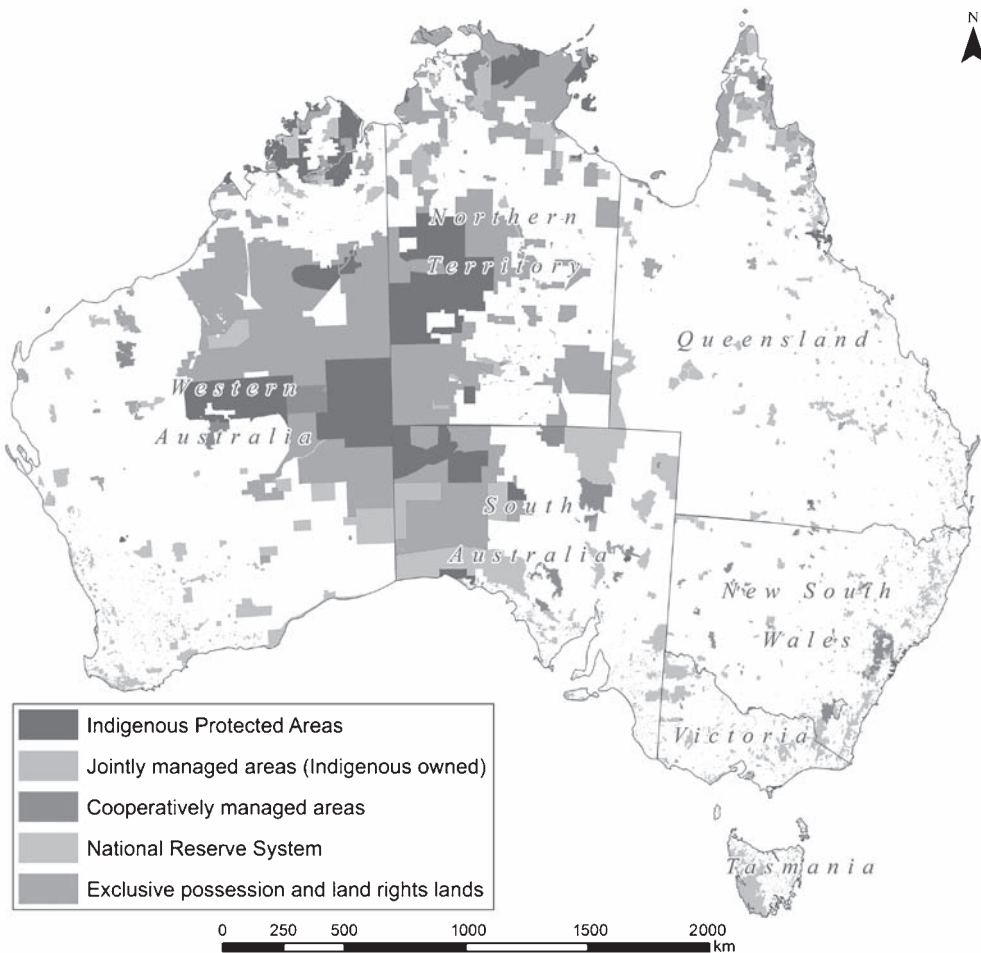 N
Northern
Territory
Queensland
Western
Australia
South
Australia
New South
Wales
Victoria
Tasmania
Indigenous Protected Areas
Jointly managed areas (Indigenous owned)
Cooperatively managed areas
National Reserve System
Exclusive possession and land rights lands
0 250 500 1000 1500 2000
km